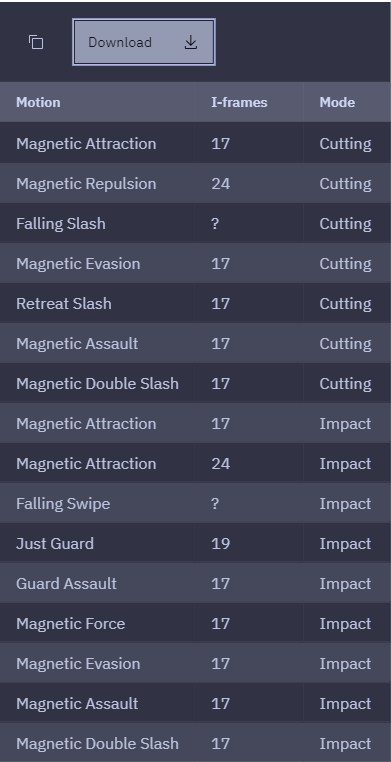 Download
Motion I-frames Mode
Magnetic Attraction 17 Cutting
Magnetic Repulsion 24 Cutting
Falling Slash ? Cutting
Magnetic Evasion 17 Cutting
Retreat Slash 17 Cutting
Magnetic Assault 17 Cutting
Magnetic Double Slash 17 Cutting
Magnetic Attraction 17 Impact
Magnetic Attraction 24 Impact
Falling Swipe ? Impact
Just Guard 19 Impact
Guard Assault 17 Impact
Magnetic Force 17 Impact
Magnetic Evasion 17 Impact
Magnetic Assault 17 Impact
Magnetic Double Slash 17 Impact